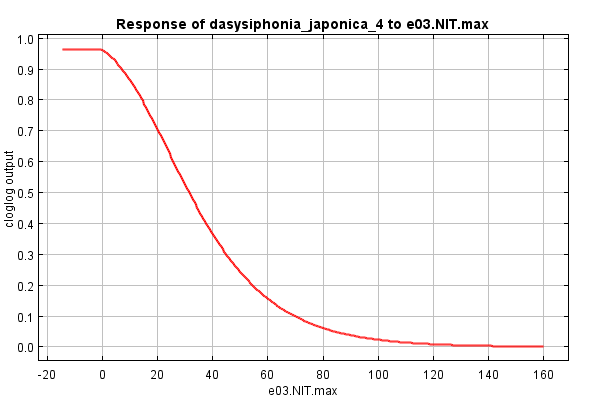 Response of dasysiphonia_japonica_4 to e03.NIT.max
cloglog output
1.0
0.9
0.8
0.7
0.6
0.5
0.4
0.3
0.2
0.1
0.0
-20 0 20 40 60 80 100 120 140 160
e03.NIT.max